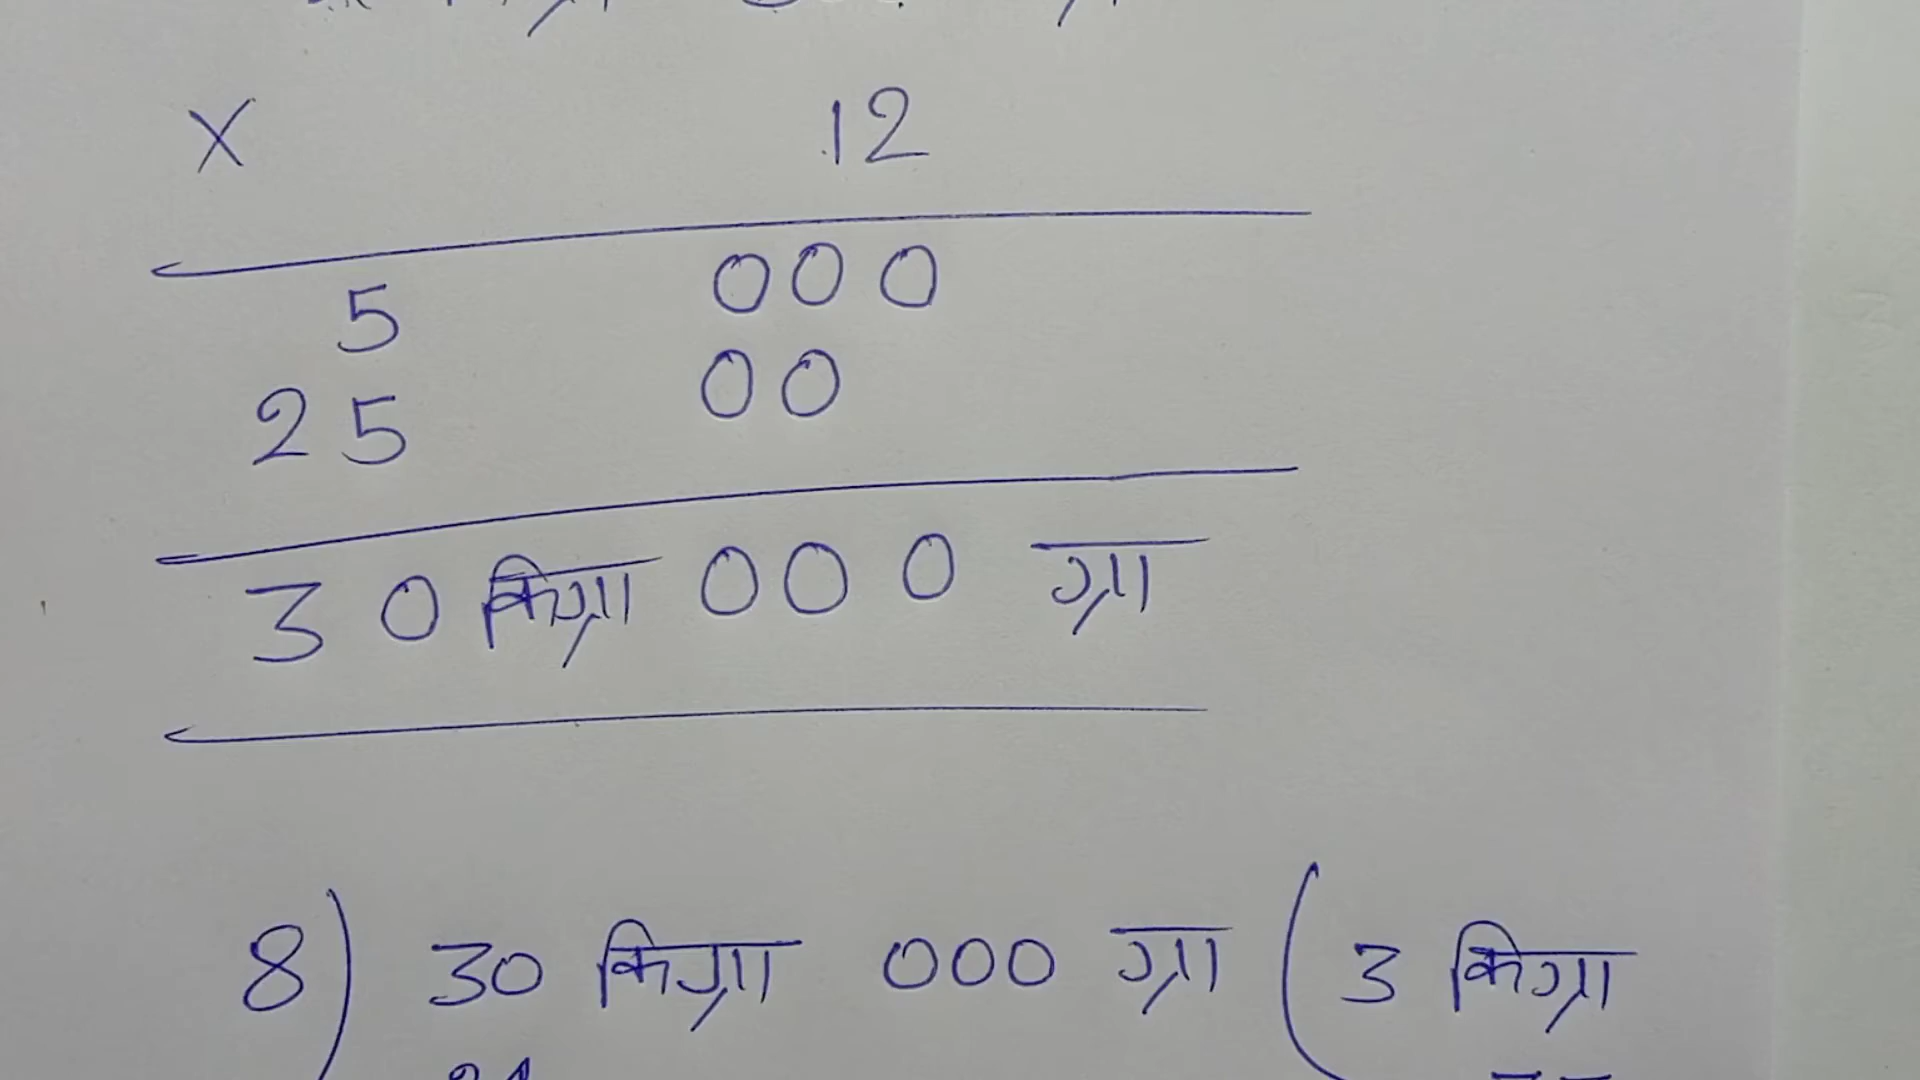 X 12
5 000
25 00
30 किग्रा 000 ग्रा
8) 30 किग्रा 000 ग्रा ( 3 किग्रा